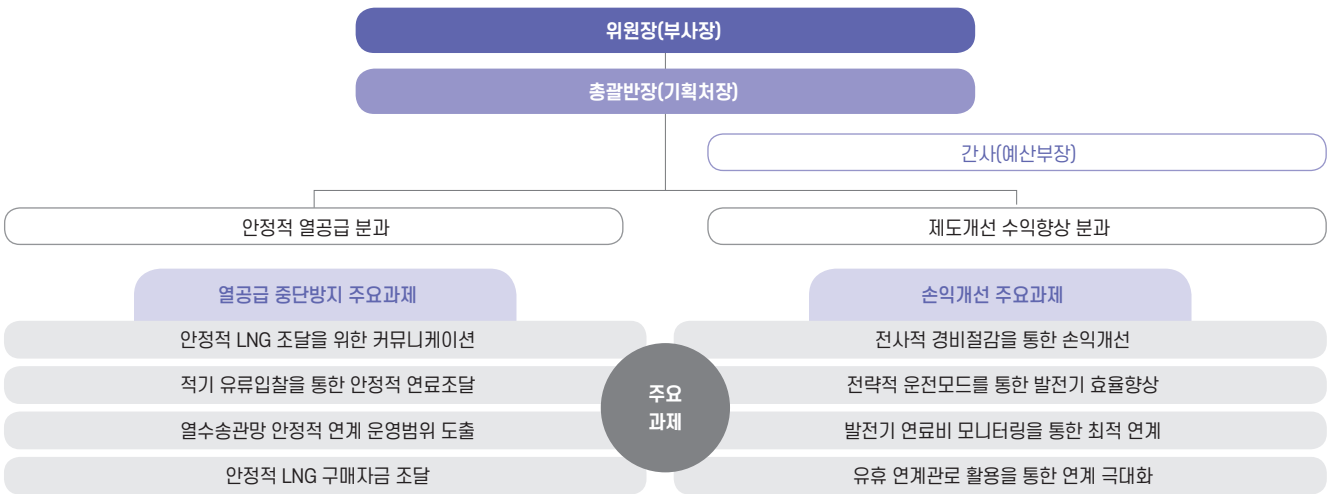 위원장(부사장)
총괄반장(기획처장)
간사(예산부장)
안정적 열공급 분과
제도개선 수익향상 분과
열공급 중단방지 주요과제
안정적 LNG 조달을 위한 커뮤니케이션
적기 유류입찰을 통한 안정적 연료조달
열수송관망 안정적 연계 운영범위 도출
안정적 LNG 구매자금 조달
주요
과제
손익개선 주요과제
전사적 경비절감을 통한 손익개선
전략적 운전모드를 통한 발전기 효율향상
발전기 연료비 모니터링을 통한 최적 연계
유휴 연계관로 활용을 통한 연계 극대화